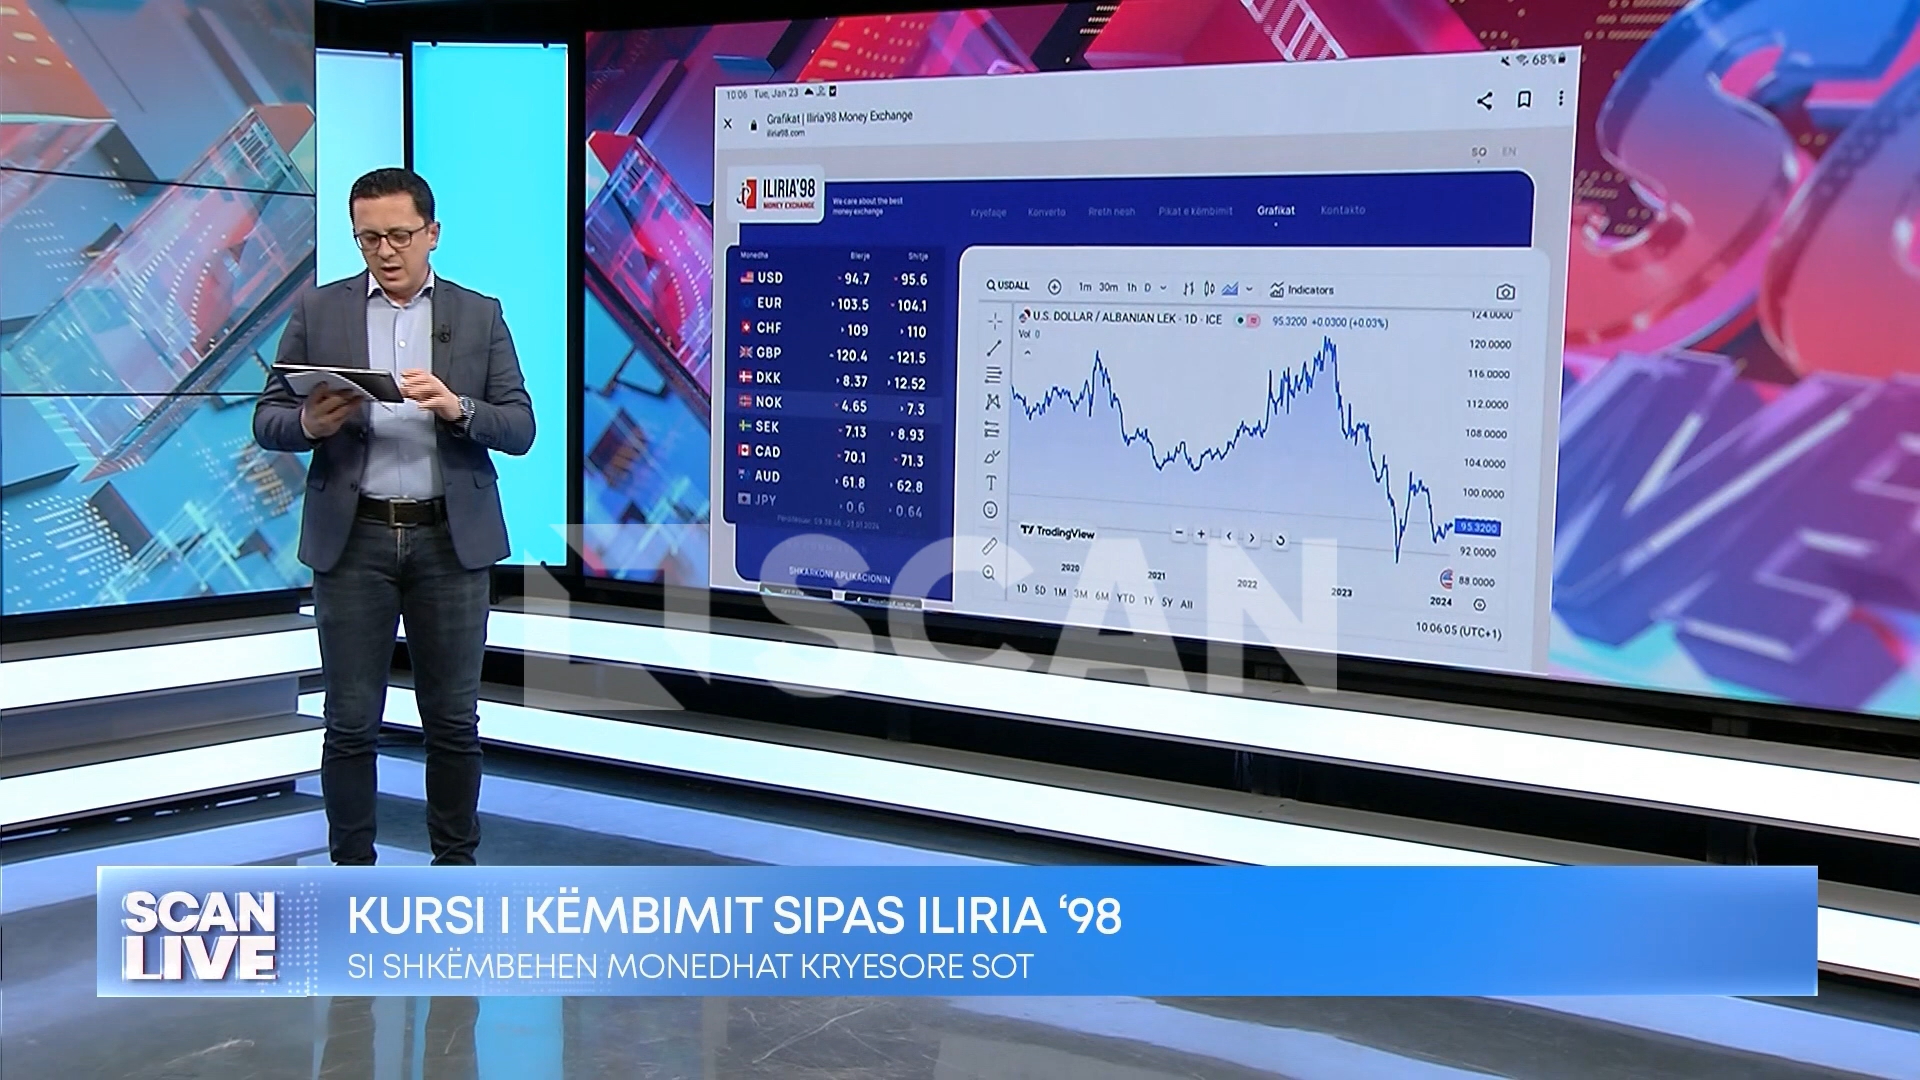 10:06 Tue, Jan 23
68%
Grafikat | Iliria'98 Money Exchange
iliria98.com
SQ EN
ILIRIA'98
MONEY EXCHANGE
We care about the best
money exchange
Kryefaqe Konverto Rreth nesh Pikat e këmbimit Grafikat Kontakto
Monedha Blerje Shitje
USD 94.7 95.6
EUR 103.5 104.1
CHF 109 110
GBP 120.4 121.5
DKK 8.37 12.52
NOK 4.65 7.3
SEK 7.13 8.93
CAD 70.1 71.3
AUD 61.8 62.8
JPY 0.6 0.64
SHKARKONI APLIKACIONIN
USDALL 1m 30m 1h D Indicators
U.S. DOLLAR / ALBANIAN LEK · 1D · ICE 95.3200 +0.0300 (+0.03%)
Vol 0
124.0000
120.0000
116.0000
112.0000
108.0000
104.0000
100.0000
95.3200
92.0000
88.0000
TradingView
2020 2021 2022 2023 2024
1D 5D 1M 3M 6M YTD 1Y 5Y All
10:06:05 (UTC+1)
SCAN
SCAN
LIVE
KURSI I KËMBIMIT SIPAS ILIRIA ‘98
SI SHKËMBEHEN MONEDHAT KRYESORE SOT